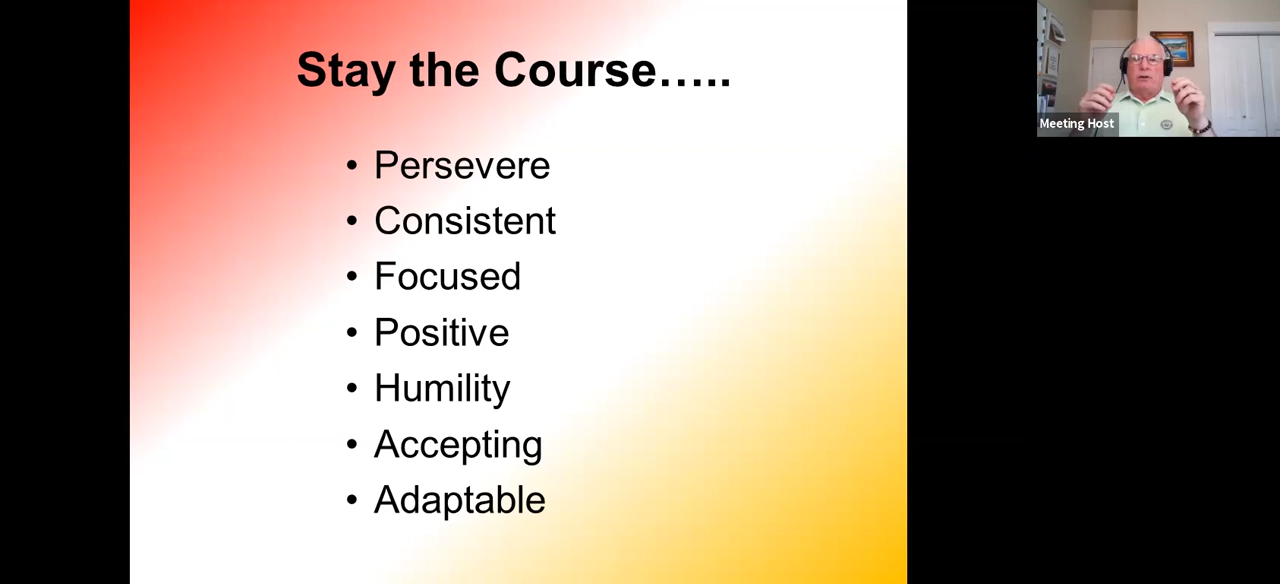 Stay the Course…..
• Persevere
• Consistent
• Focused
• Positive
• Humility
• Accepting
• Adaptable
Meeting Host